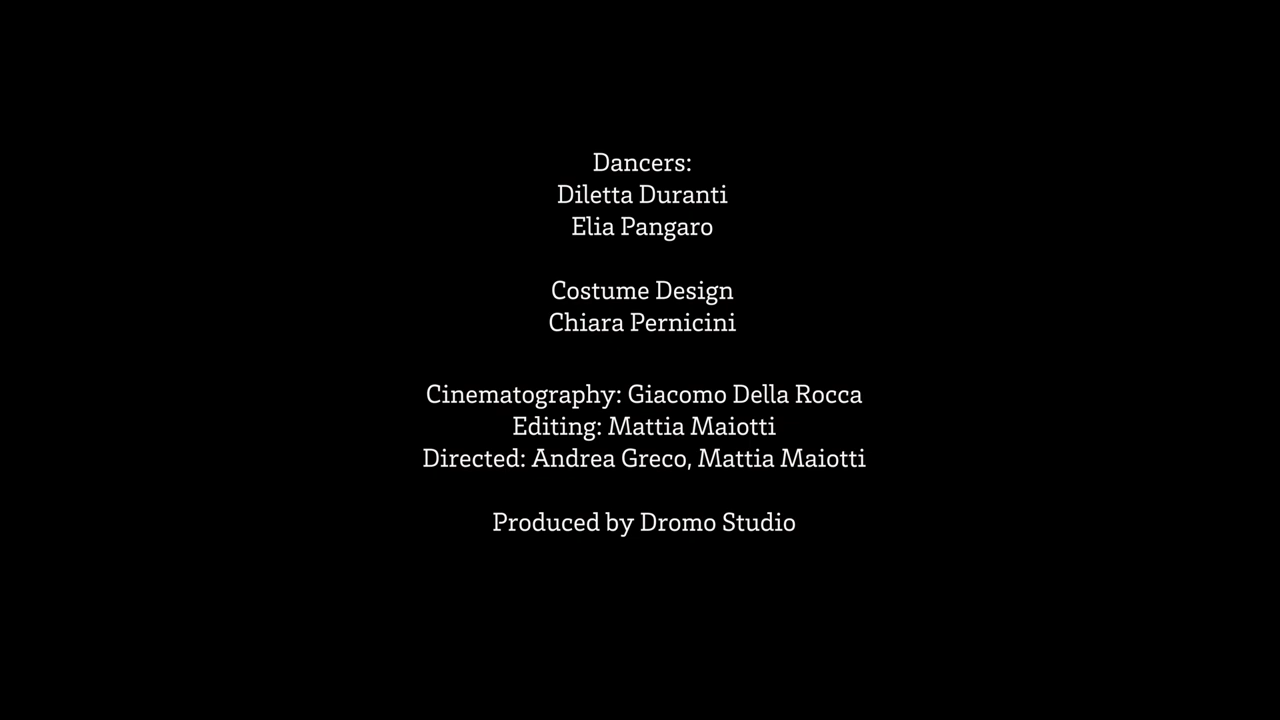 Dancers:
Diletta Duranti
Elia Pangaro
Costume Design
Chiara Pernicini
Cinematography: Giacomo Della Rocca
Editing: Mattia Maiotti
Directed: Andrea Greco, Mattia Maiotti
Produced by Dromo Studio